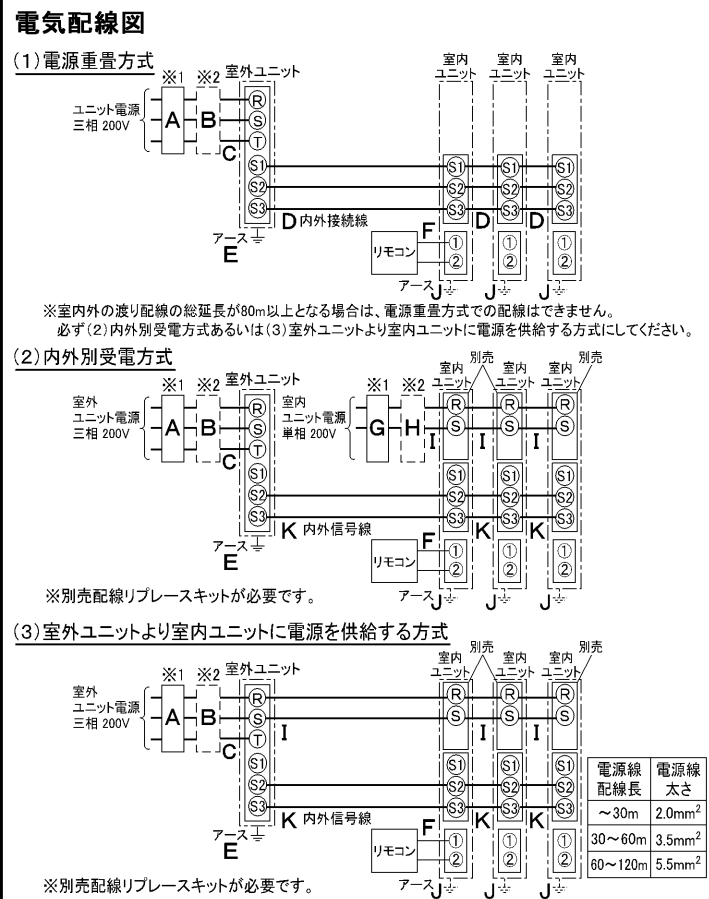 電気配線図
(1)電源重畳方式
※1 ※2 室外ユニット 室内ユニット 室内ユニット 室内ユニット
ユニット電源
三相 200V
A B
R
S
T
C
S1 S1 S1 S1
S2 S2 S2 S2
S3 S3 S3 S3
D 内外接続線 D D
アース
E
F
リモコン
① ① ①
② ② ②
アース J J J
※室内外の渡り配線の総延長が80m以上となる場合は、電源重畳方式での配線はできません。
必ず(2)内外別受電方式あるいは(3)室外ユニットより室内ユニットに電源を供給する方式にしてください。
(2)内外別受電方式
※1 ※2 室外ユニット ※1 ※2 室内ユニット 別売 室内ユニット 室内ユニット 別売
室外
ユニット電源
三相 200V
A B
R
S
T
C
室内
ユニット電源
単相 200V
G H
R R R
S S S
I I I
S1 S1 S1 S1
S2 S2 S2 S2
S3 S3 S3 S3
K 内外信号線 K K
アース
E
F
リモコン
① ① ①
② ② ②
アース J J J
※別売配線リプレースキットが必要です。
(3)室外ユニットより室内ユニットに電源を供給する方式
※1 ※2 室外ユニット 室内ユニット 別売 室内ユニット 室内ユニット 別売
室外
ユニット電源
三相 200V
A B
R R R R
S S S S
T
C
I I I
S1 S1 S1 S1
S2 S2 S2 S2
S3 S3 S3 S3
K 内外信号線 K K
アース
E
F
リモコン
① ① ①
② ② ②
アース J J J
※別売配線リプレースキットが必要です。
電源線配線長 電源線太さ
～30m 2.0mm²
30～60m 3.5mm²
60～120m 5.5mm²